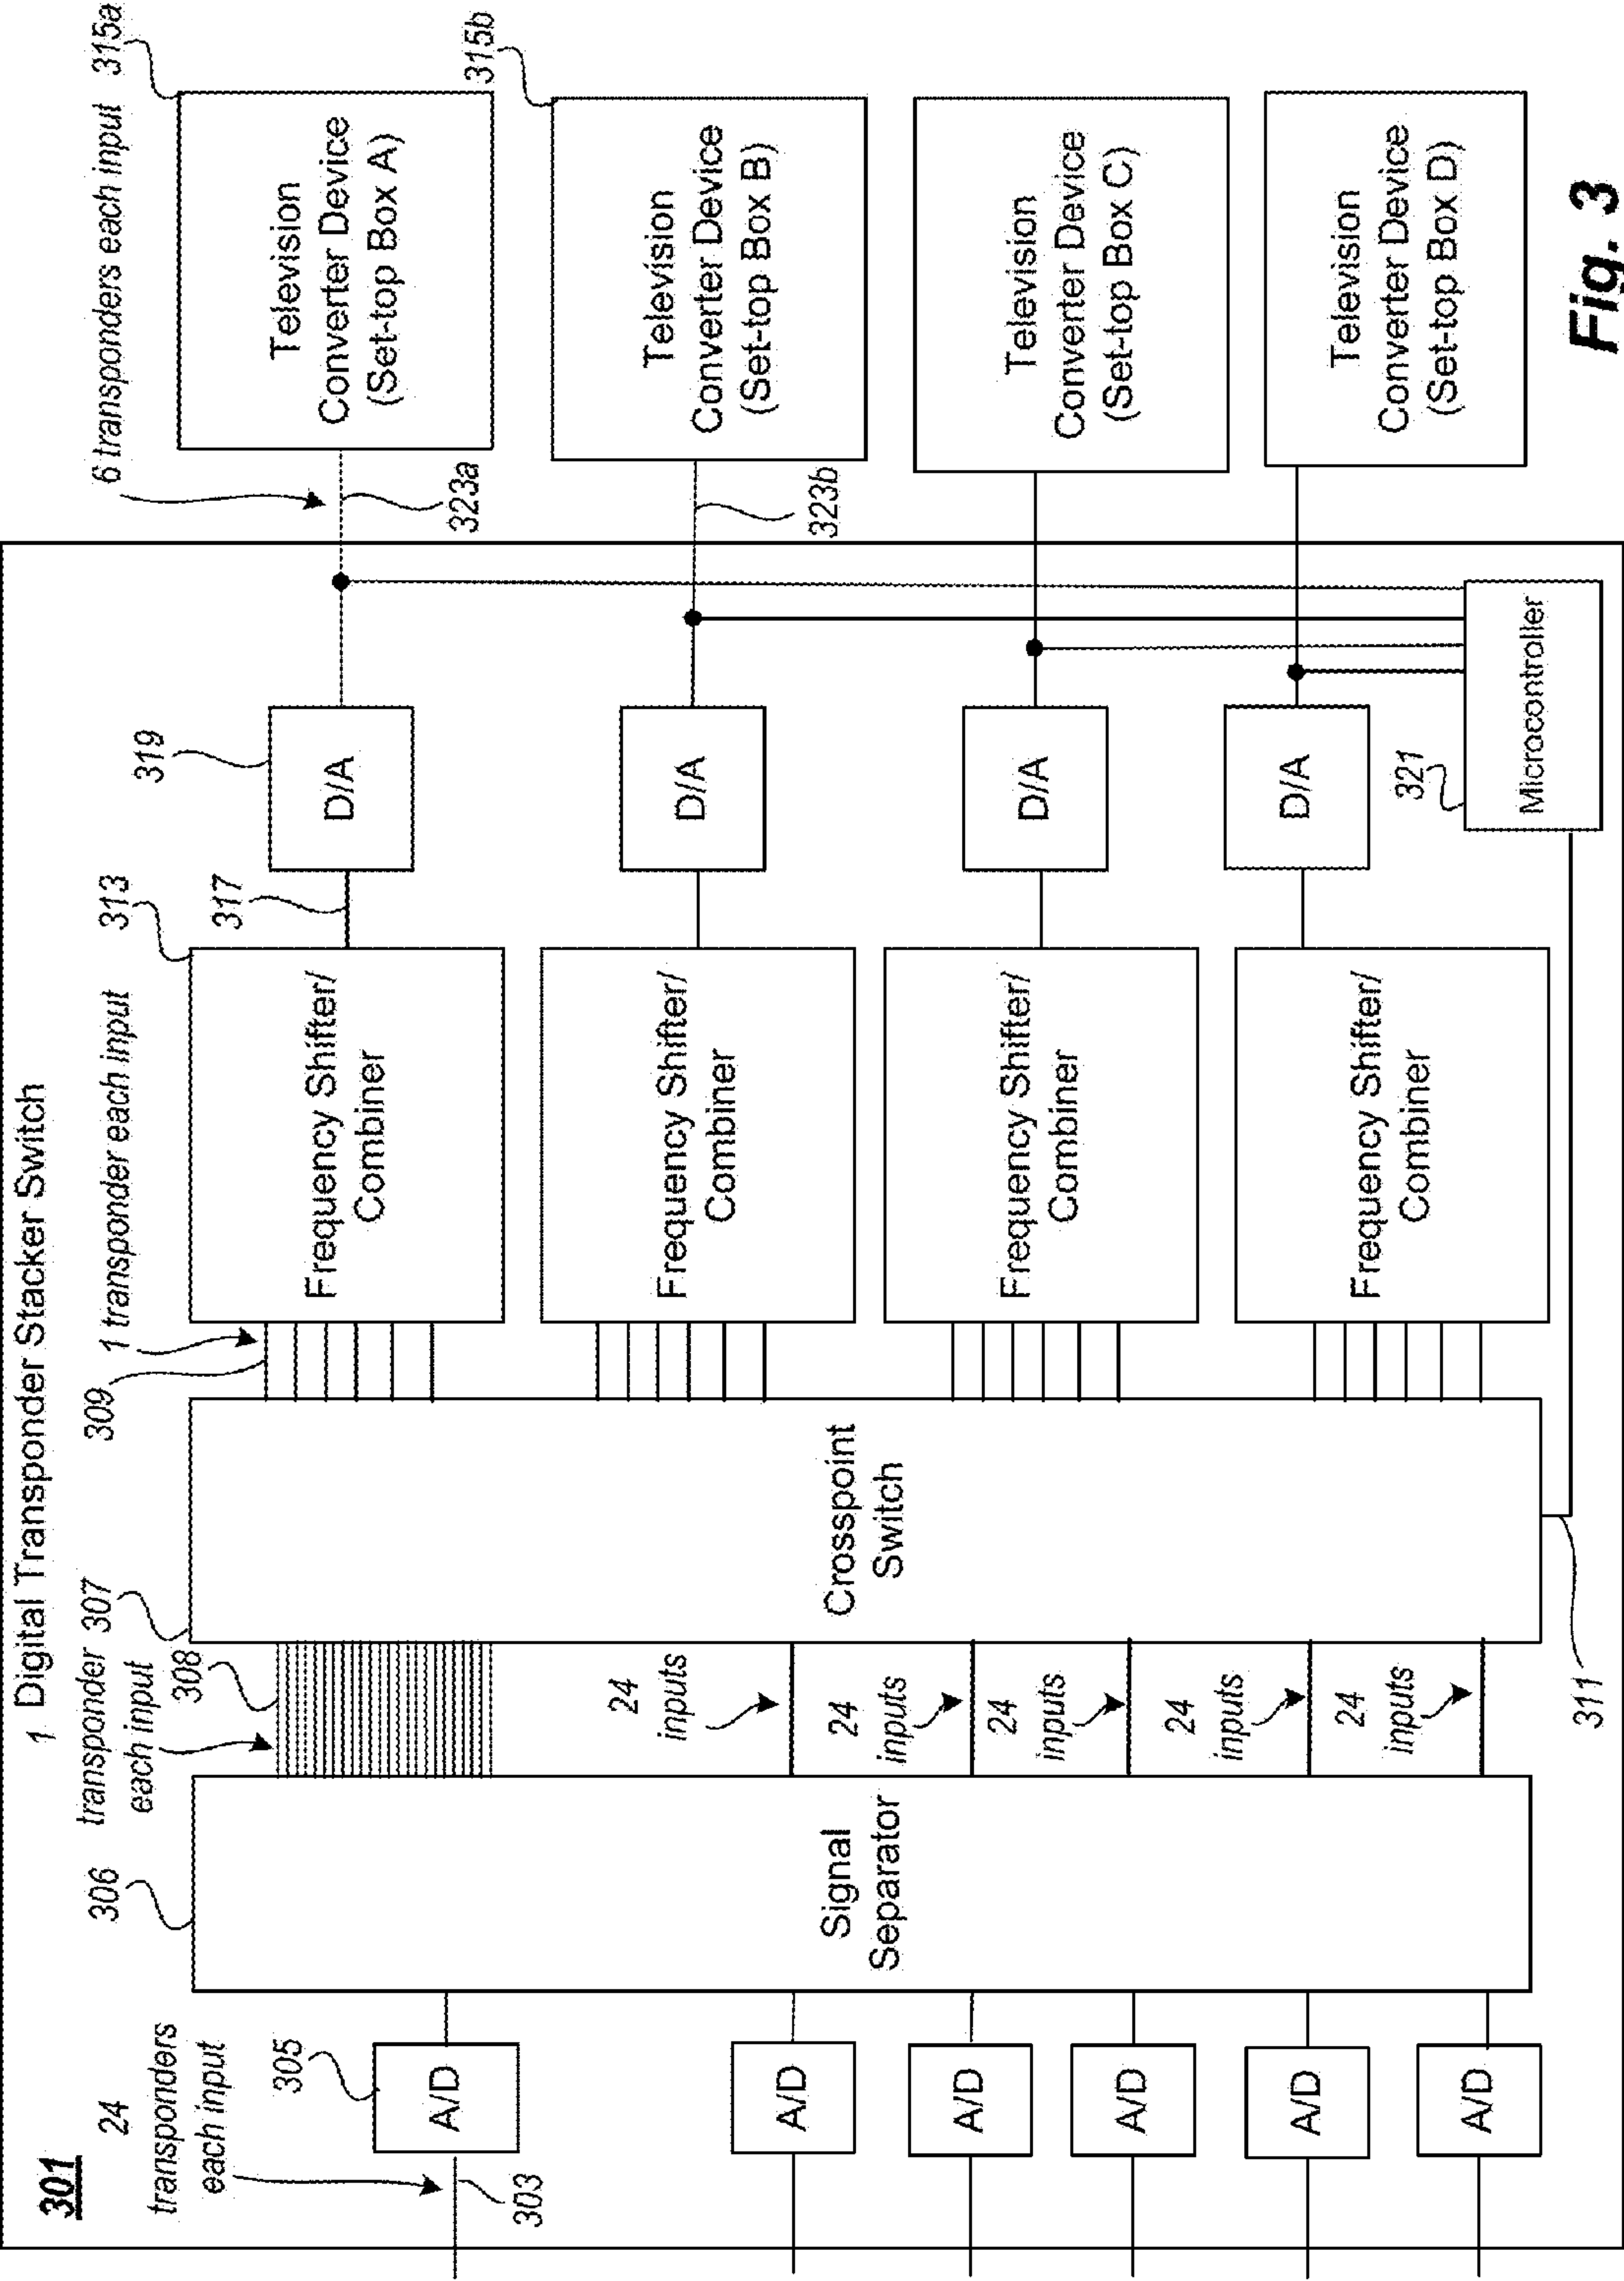 301
Digital Transponder Stacker Switch
24
transponders
each input
303
305
A/D
A/D
A/D
A/D
A/D
A/D
306
Signal
Separator
1
transponder
each input
308
24
inputs
24
inputs
24
inputs
24
inputs
24
inputs
307
Crosspoint
Switch
311
309
1 transponder each input
313
Frequency Shifter/
Combiner
Frequency Shifter/
Combiner
Frequency Shifter/
Combiner
Frequency Shifter/
Combiner
317
319
D/A
D/A
D/A
D/A
321
Microcontroller
6 transponders each input
323a
323b
315a
Television
Converter Device
(Set-top Box A)
315b
Television
Converter Device
(Set-top Box B)
Television
Converter Device
(Set-top Box C)
Television
Converter Device
(Set-top Box D)
Fig. 3